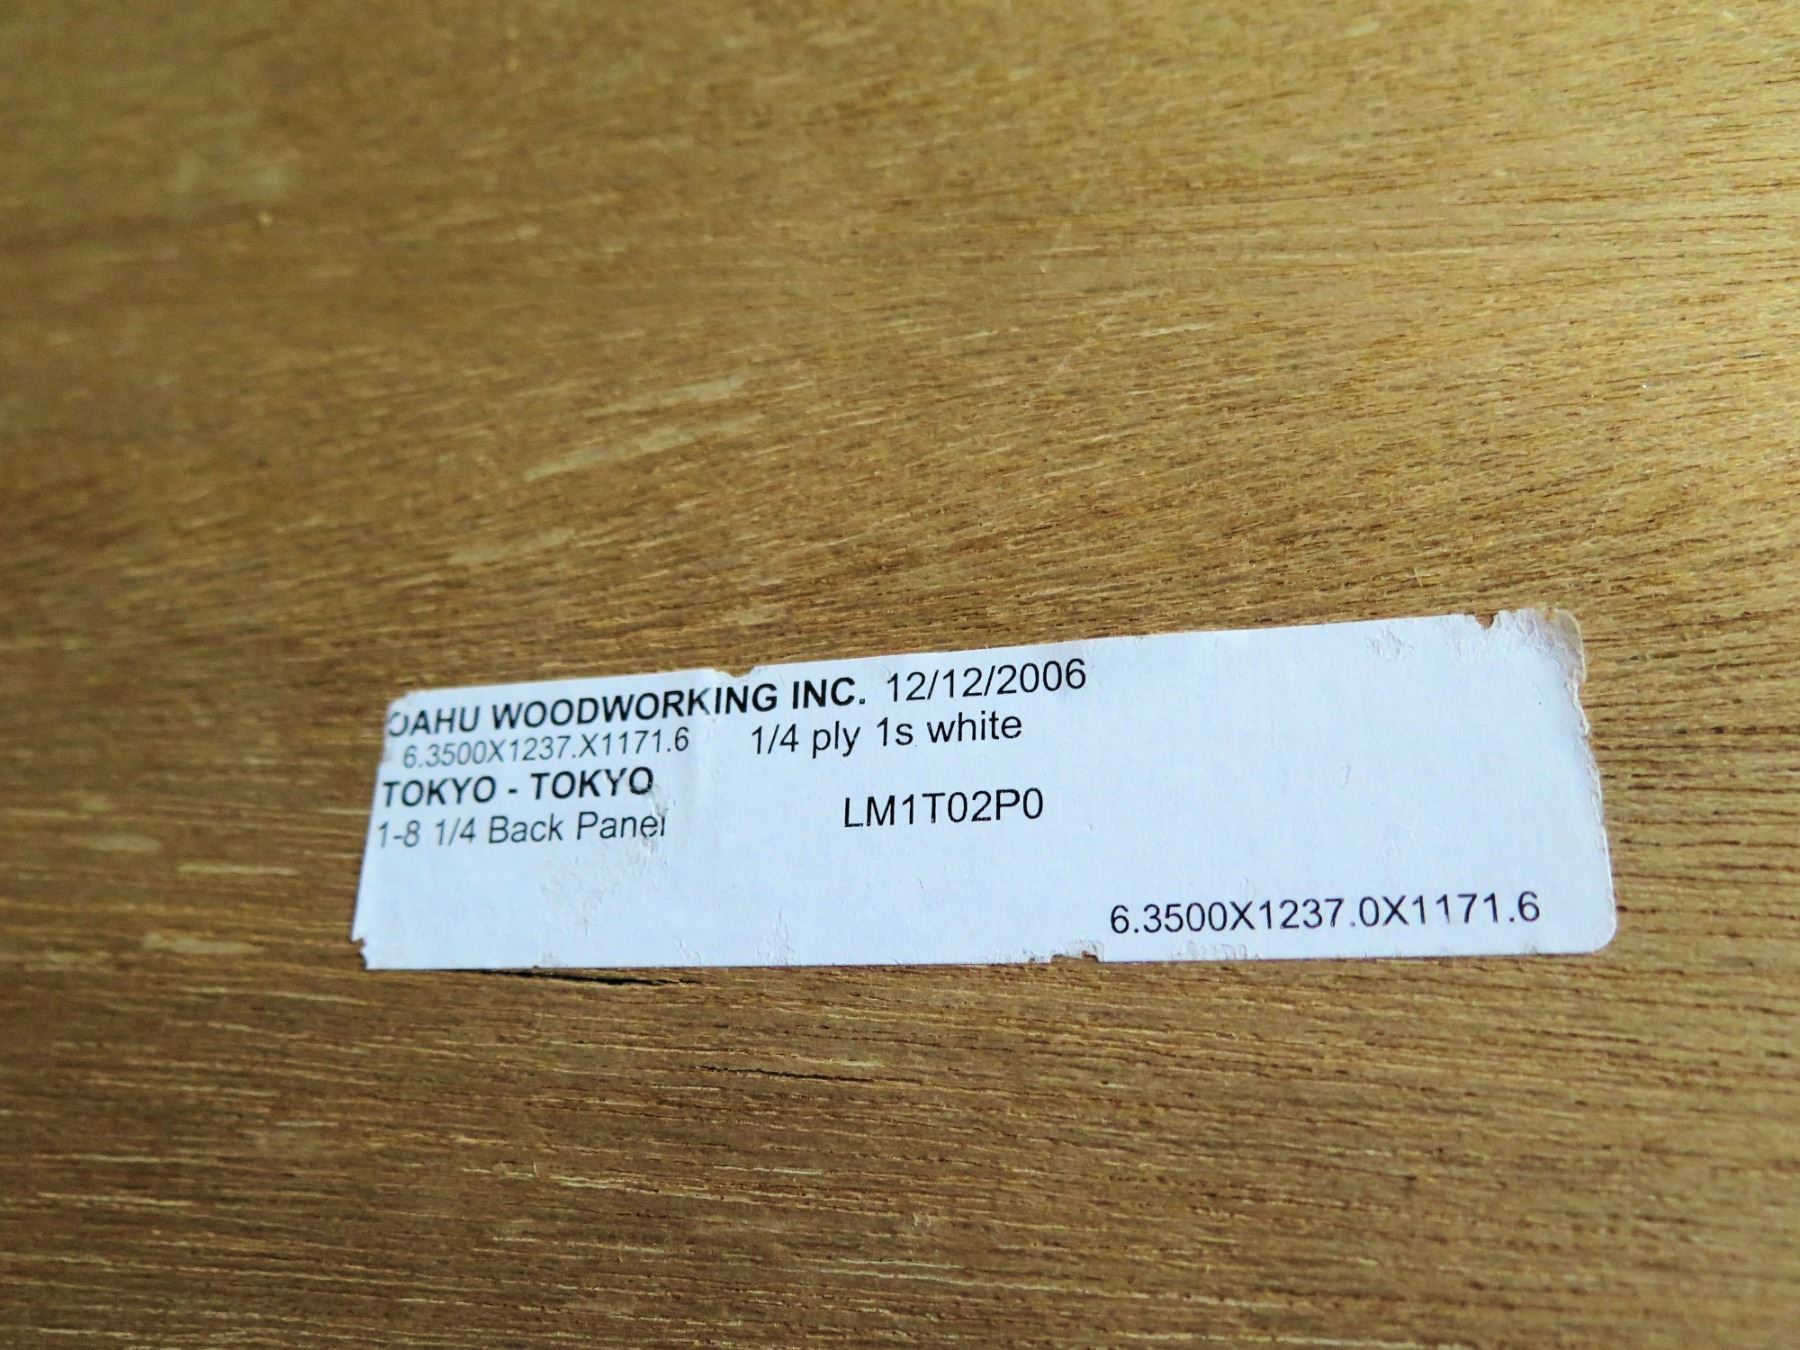 OAHU WOODWORKING INC. 12/12/2006
6.3500X1237.X1171.6 1/4 ply 1s white
TOKYO - TOKYO
1-8 1/4 Back Panel LM1T02P0
6.3500X1237.0X1171.6